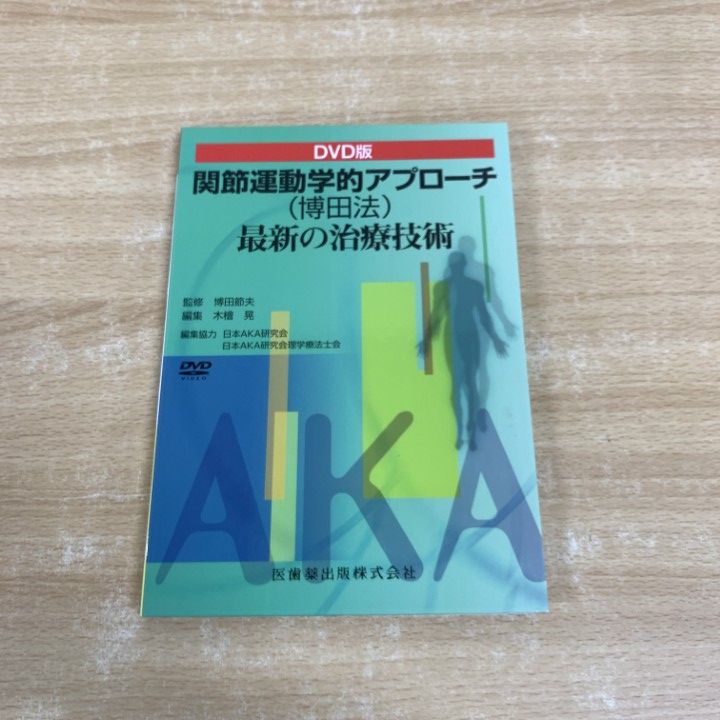 DVD版
関節運動学的アプローチ
(博田法)
最新の治療技術
監修 博田節夫
編集 木檜 晃
編集協力 日本AKA研究会
日本AKA研究会理学療法士会
DVD
VIDEO
AKA
医歯薬出版株式会社